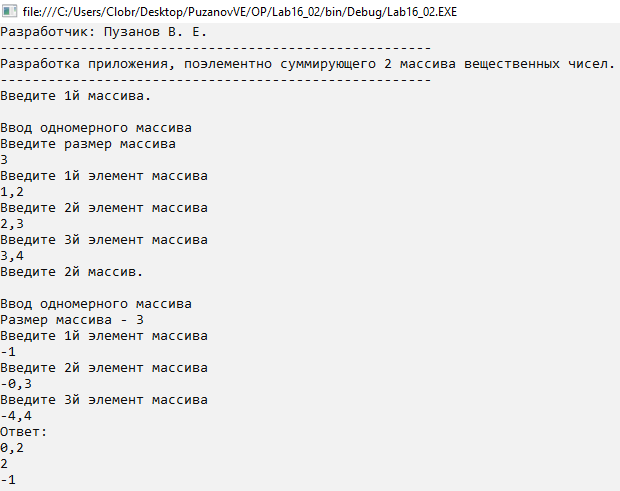 file:///C:/Users/Clobr/Desktop/PuzanovVE/OP/Lab16_02/bin/Debug/Lab16_02.EXE
Разработчик: Пузанов В. Е.
------------------------------------------------------
Разработка приложения, поэлементно суммирующего 2 массива вещественных чисел.
------------------------------------------------------
Введите 1й массива.
Ввод одномерного массива
Введите размер массива
3
Введите 1й элемент массива
1,2
Введите 2й элемент массива
2,3
Введите 3й элемент массива
3,4
Введите 2й массив.
Ввод одномерного массива
Размер массива - 3
Введите 1й элемент массива
-1
Введите 2й элемент массива
-0,3
Введите 3й элемент массива
-4,4
Ответ:
0,2
2
-1